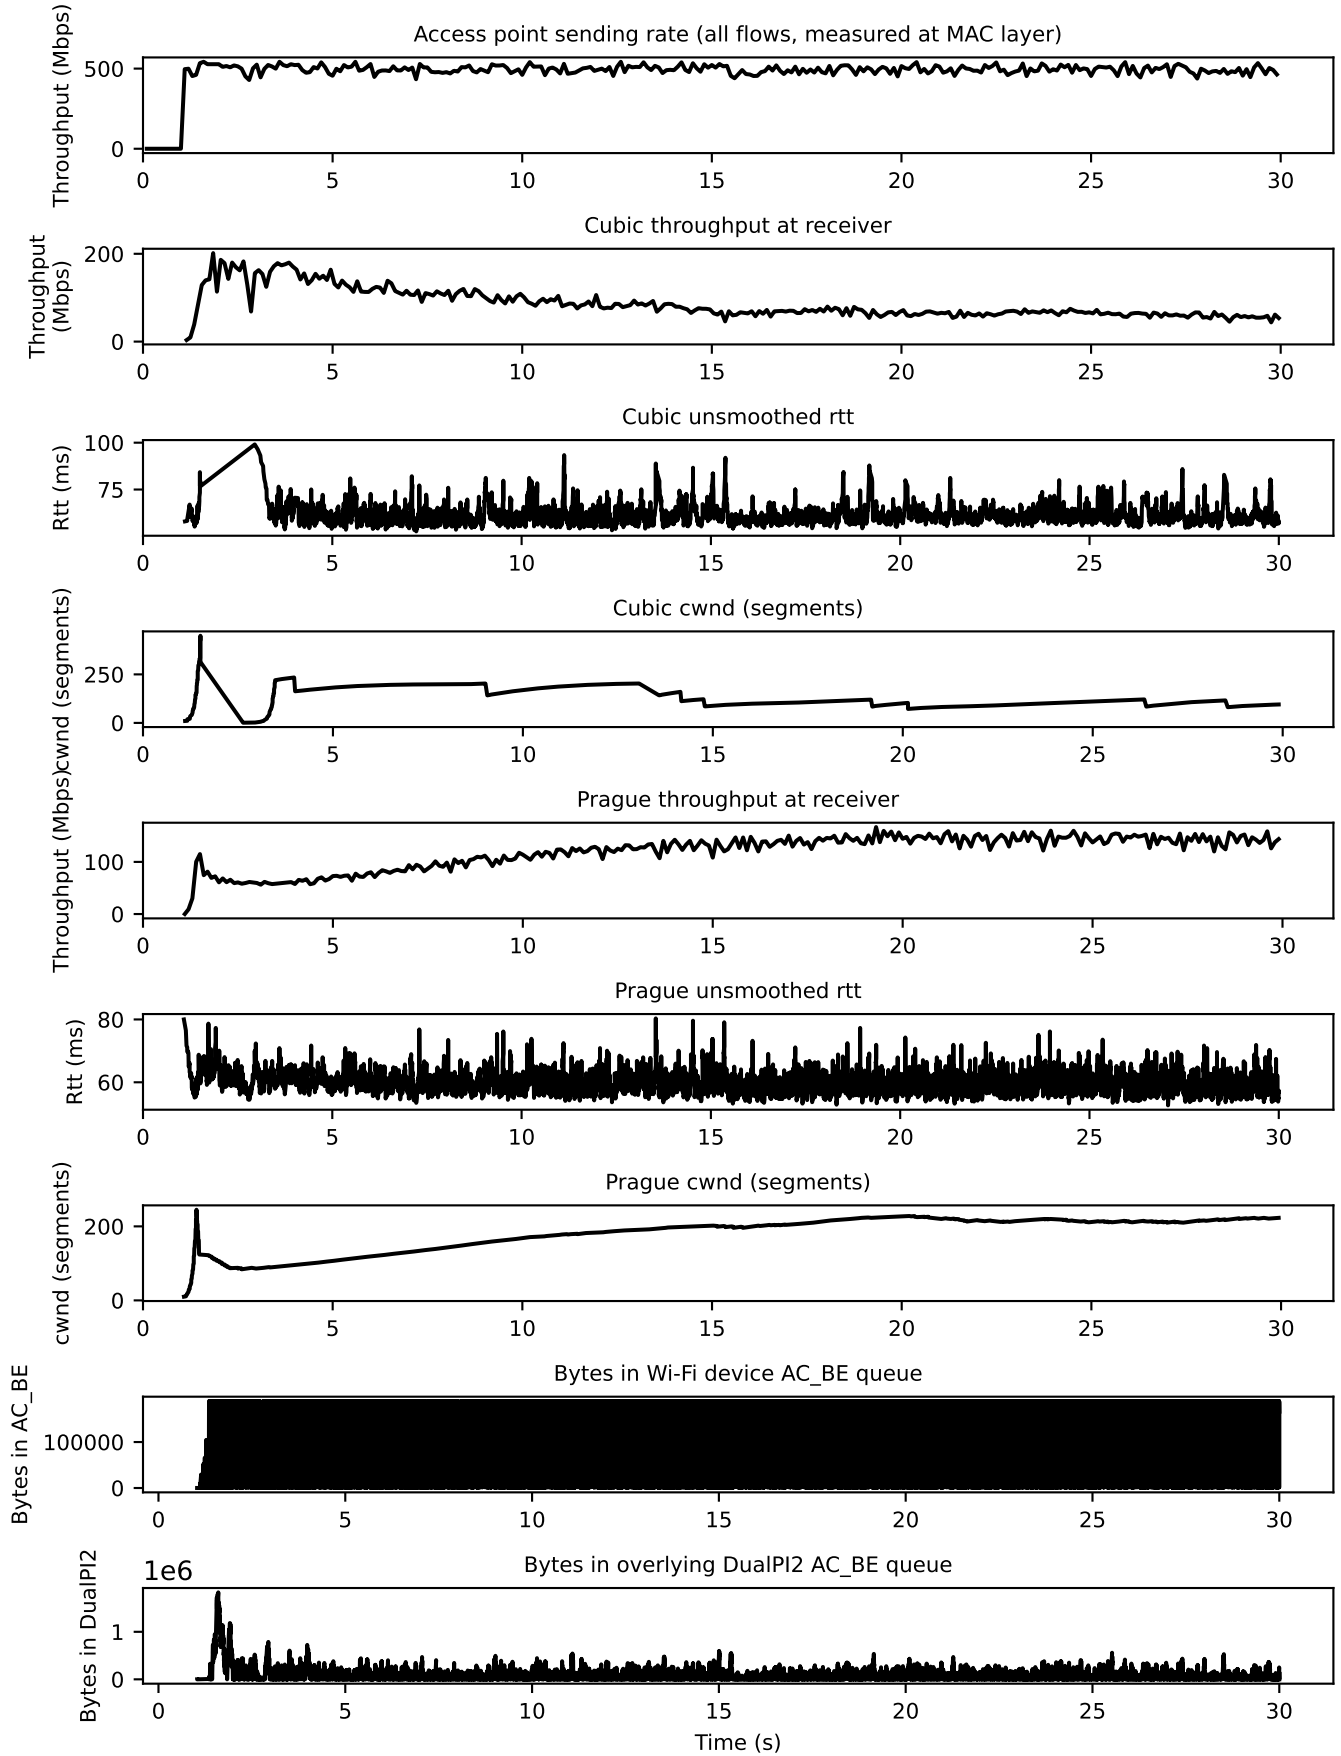 Access point sending rate (all flows, measured at MAC layer)
Throughput (Mbps)
500
0
0 5 10 15 20 25 30
Cubic throughput at receiver
Throughput
(Mbps)
200
0
0 5 10 15 20 25 30
Cubic unsmoothed rtt
Rtt (ms)
100
75
0 5 10 15 20 25 30
Cubic cwnd (segments)
cwnd (segments)
250
0
0 5 10 15 20 25 30
Prague throughput at receiver
Throughput (Mbps)
100
0
0 5 10 15 20 25 30
Prague unsmoothed rtt
Rtt (ms)
80
60
0 5 10 15 20 25 30
Prague cwnd (segments)
cwnd (segments)
200
0
0 5 10 15 20 25 30
Bytes in Wi-Fi device AC_BE queue
Bytes in AC_BE
100000
0
0 5 10 15 20 25 30
Bytes in overlying DualPI2 AC_BE queue
1e6
Bytes in DualPI2
1
0
0 5 10 15 20 25 30
Time (s)